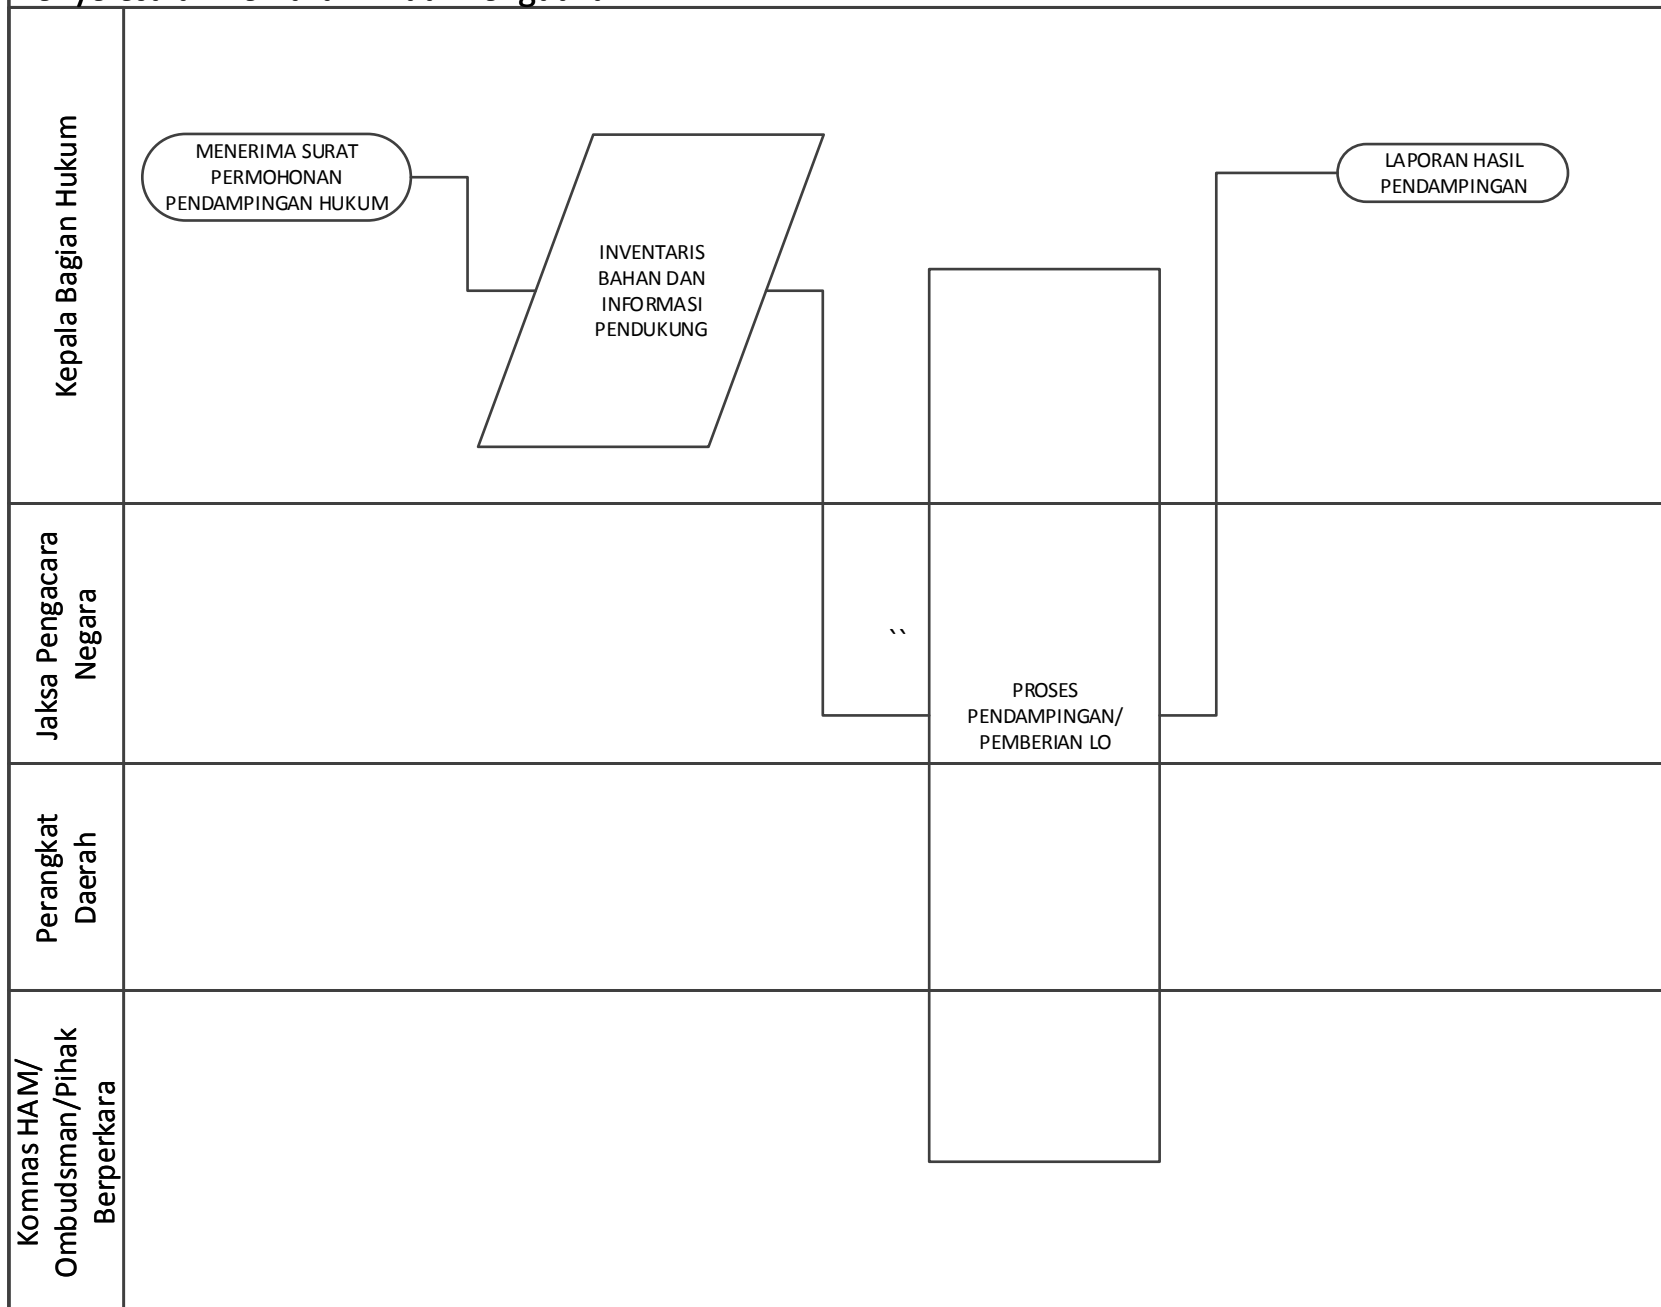 Kepala Bagian Hukum
MENERIMA SURAT
PERMOHONAN
PENDAMPINGAN HUKUM
INVENTARIS
BAHAN DAN
INFORMASI
PENDUKUNG
LAPORAN HASIL
PENDAMPINGAN
Jaksa Pengacara
Negara
``
PROSES
PENDAMPINGAN/
PEMBERIAN LO
Perangkat
Daerah
Komnas HAM/
Ombudsman/Pihak
Berperkara